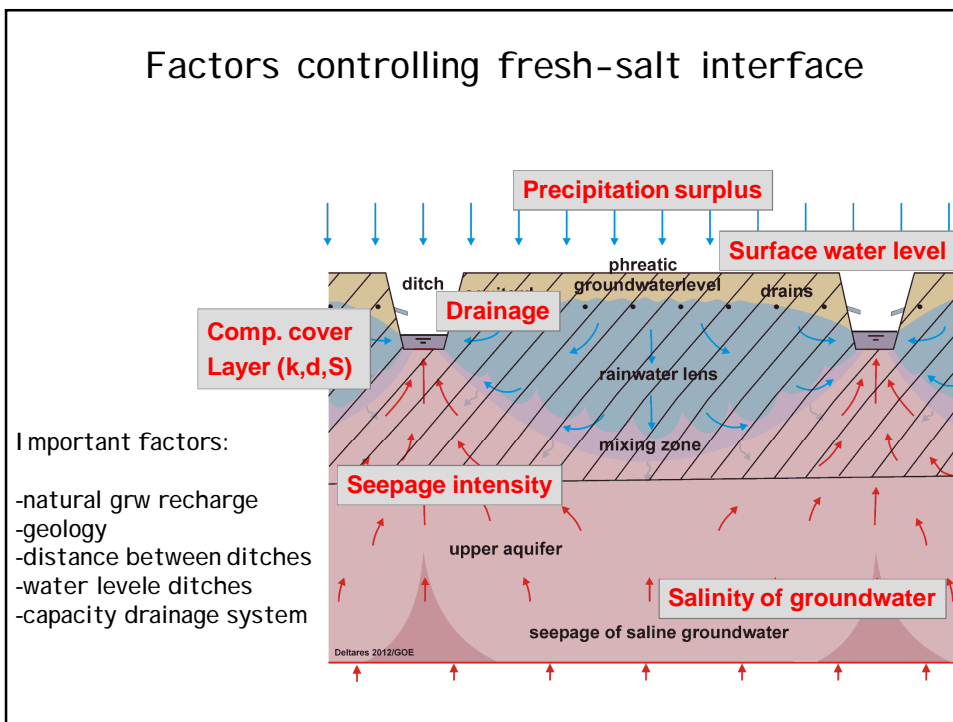 Factors controlling fresh-salt interface
Precipitation surplus
Surface water level
phreatic
groundwaterlevel
ditch
drains
Drainage
Comp. cover
Layer (k,d,S)
rainwater lens
mixing zone
Important factors:
-natural grw recharge
-geology
-distance between ditches
-water levele ditches
-capacity drainage system
Seepage intensity
upper aquifer
Salinity of groundwater
seepage of saline groundwater
Deltares 2012/GOE